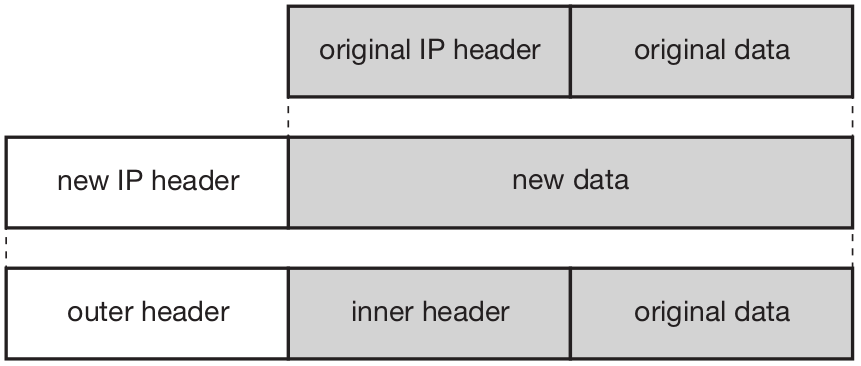 original IP header original data
new IP header new data
outer header inner header original data